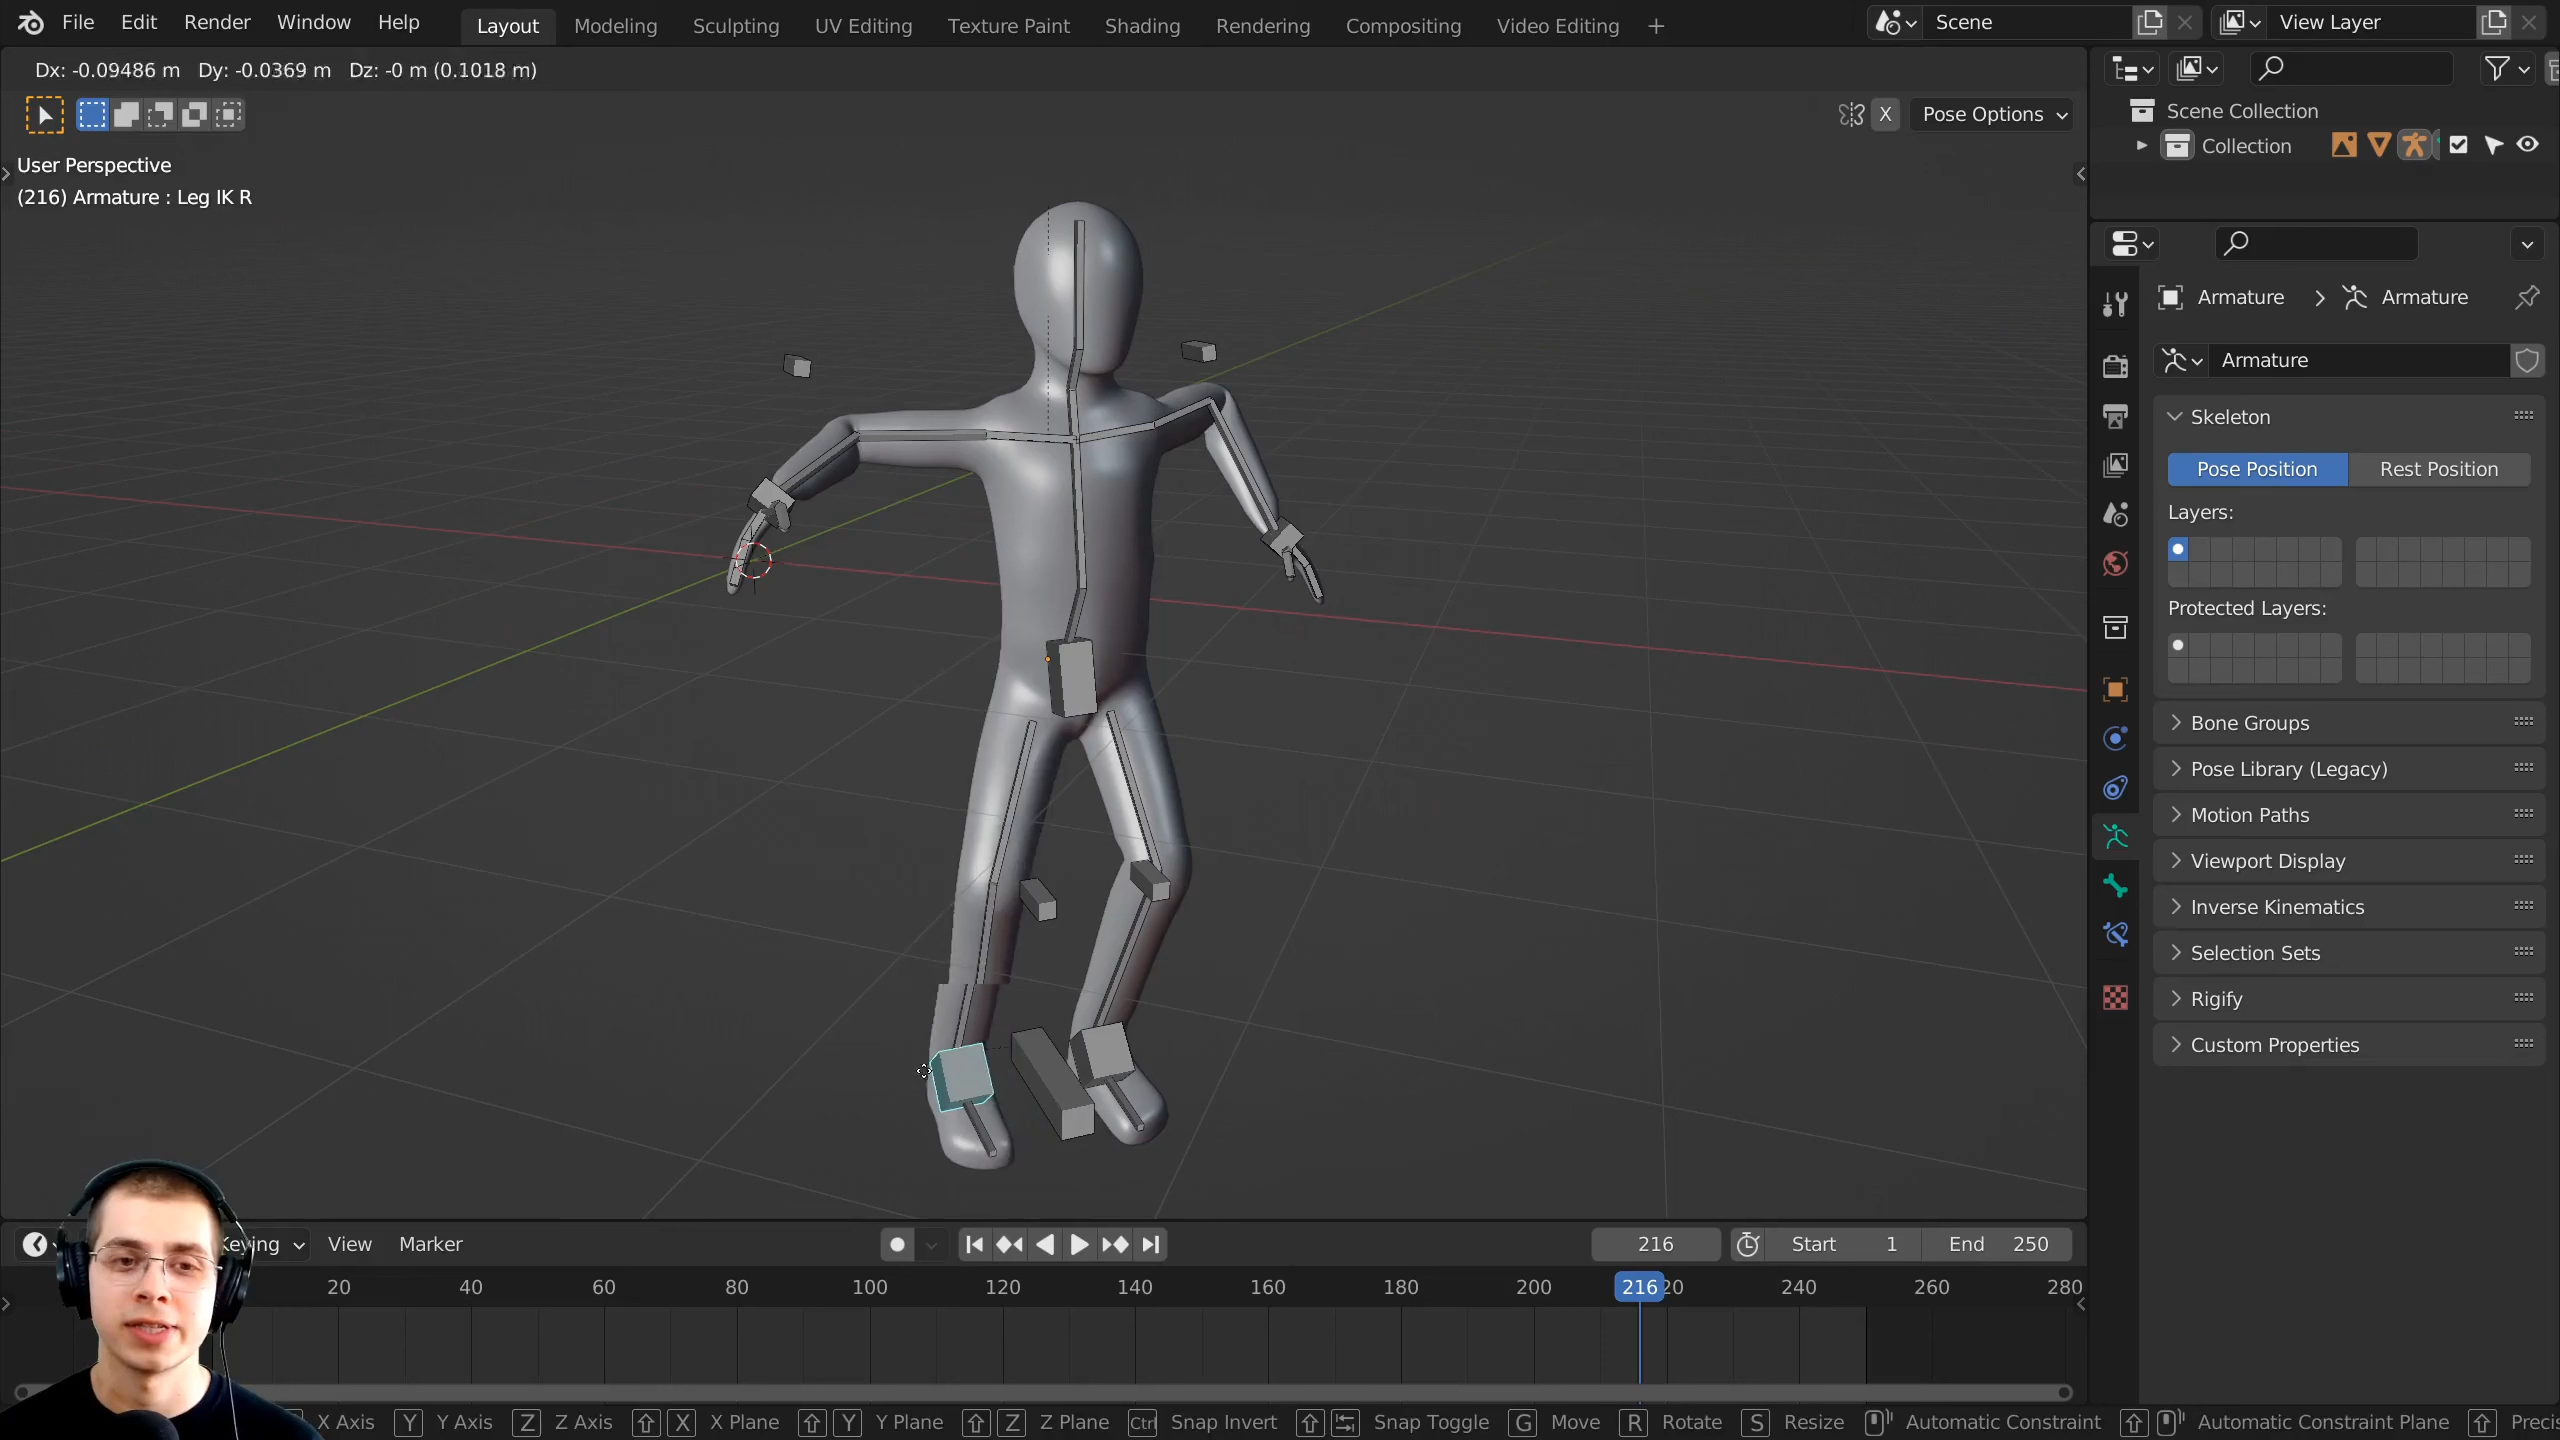 File Edit Render Window Help Layout Modeling Sculpting UV Editing Texture Paint Shading Rendering Compositing Video Editing + Scene View Layer
Dx: -0.09486 m Dy: -0.0369 m Dz: -0 m (0.1018 m)
X Pose Options
User Perspective
(216) Armature : Leg IK R
Scene Collection
Collection
Armature > Armature
Armature
Skeleton
Pose Position Rest Position
Layers:
Protected Layers:
Bone Groups
Pose Library (Legacy)
Motion Paths
Viewport Display
Inverse Kinematics
Selection Sets
Rigify
Custom Properties
Keying View Marker 216 Start 1 End 250
20 40 60 80 100 120 140 160 180 200 216 20 240 260 280
X Axis Y Y Axis Z Z Axis X X Plane Y Y Plane Z Z Plane Ctrl Snap Invert Snap Toggle G Move R Rotate S Resize Automatic Constraint Automatic Constraint Plane